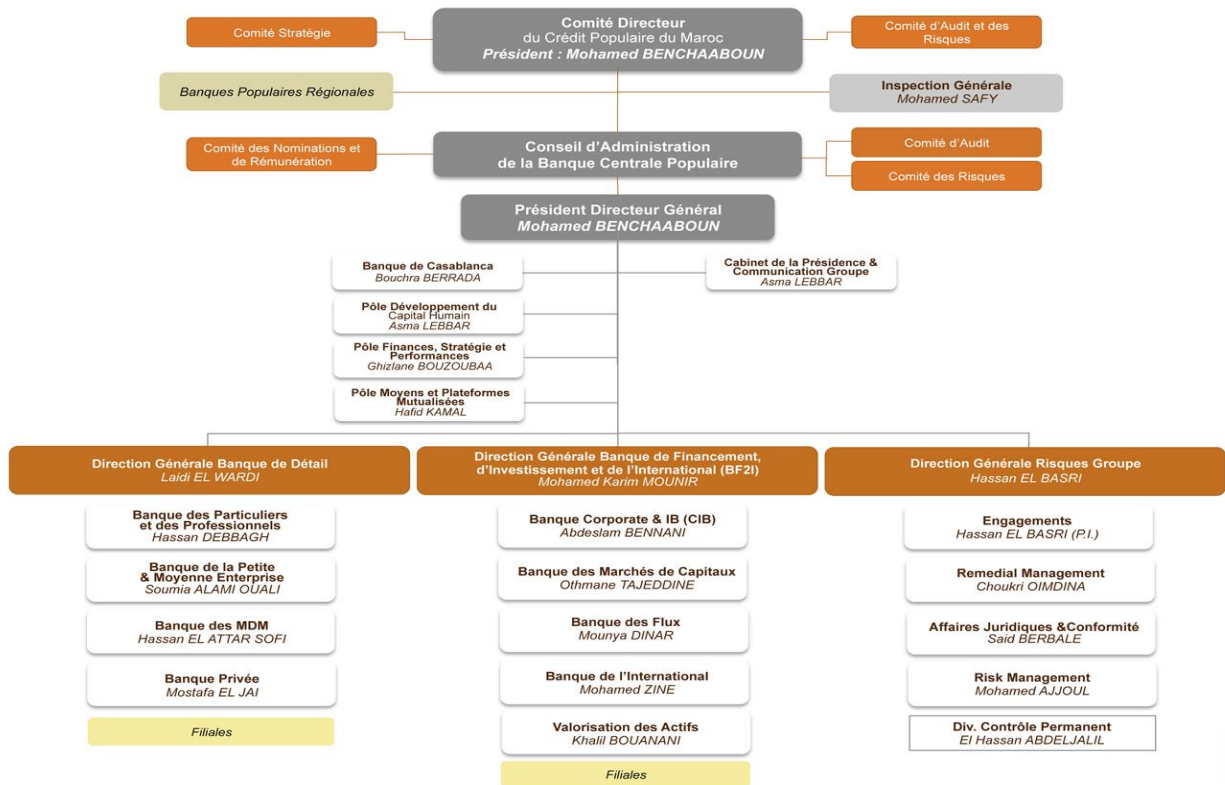 Comité Directeur
du Crédit Populaire du Maroc
Président : Mohamed BENCHAABOUN
Comité Stratégie
Comité d'Audit et des
Risques
Banques Populaires Régionales
Inspection Générale
Mohamed SAFY
Comité des Nominations et
de Rémunération
Conseil d'Administration
de la Banque Centrale Populaire
Comité d'Audit
Comité des Risques
Président Directeur Général
Mohamed BENCHAABOUN
Banque de Casablanca
Bouchra BERRADA
Cabinet de la Présidence &
Communication Groupe
Asma LEBBAR
Pôle Développement du
Capital Humain
Asma LEBBAR
Pôle Finances, Stratégie et
Performances
Ghizlane BOUZOUBAA
Pôle Moyens et Plateformes
Mutualisées
Hafid KAMAL
Direction Générale Banque de Détail
Laidi EL WARDI
Banque des Particuliers
et des Professionnels
Hassan DEBBAGH
Banque de la Petite
& Moyenne Enterprise
Soumia ALAMI OUALI
Banque des MDM
Hassan EL ATTAR SOFI
Banque Privée
Mostafa EL JAI
Filiales
Direction Générale Banque de Financement,
d'Investissement et de l'International (BF2I)
Mohamed Karim MOUNIR
Banque Corporate & IB (CIB)
Abdeslam BENNANI
Banque des Marchés de Capitaux
Othmane TAJEDDINE
Banque des Flux
Mounya DINAR
Banque de l'International
Mohamed ZINE
Valorisation des Actifs
Khalil BOUANANI
Filiales
Direction Générale Risques Groupe
Hassan EL BASRI
Engagements
Hassan EL BASRI (P.I.)
Remedial Management
Choukri OIMDINA
Affaires Juridiques &Conformité
Said BERBALE
Risk Management
Mohamed AJJOUL
Div. Contrôle Permanent
El Hassan ABDELJALIL